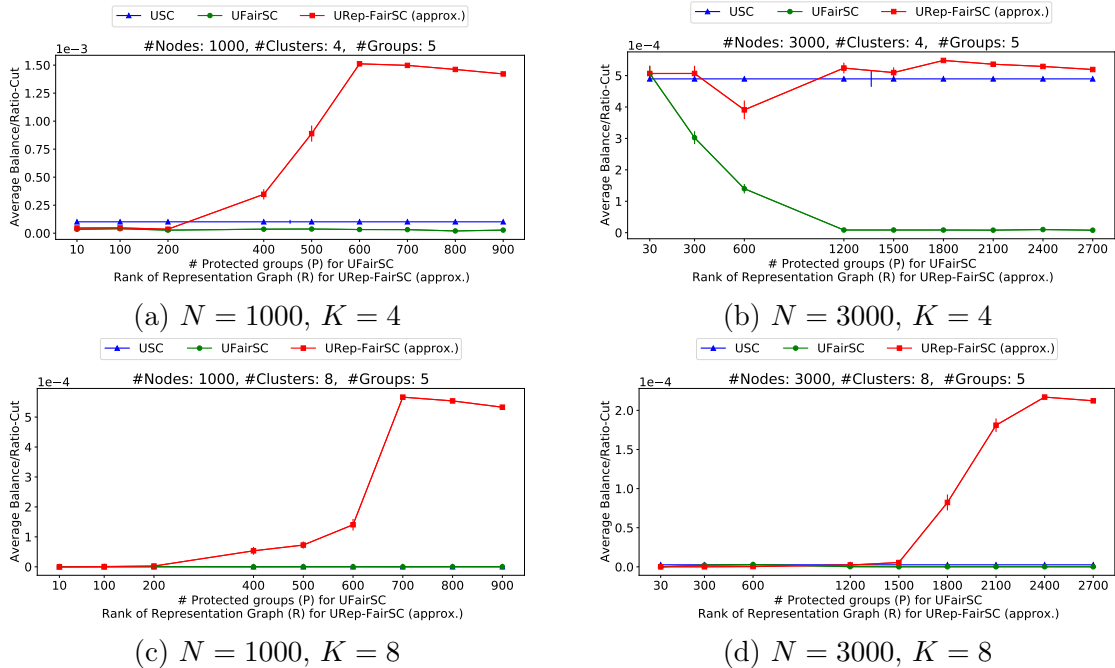 USC UFairSC URep-FairSC (approx.)
1e−3 #Nodes: 1000, #Clusters: 4, #Groups: 5
Average Balance/Ratio-Cut
1.50
1.25
1.00
0.75
0.50
0.25
0.00
10 100 200 400 500 600 700 800 900
# Protected groups (P) for UFairSC
Rank of Representation Graph (R) for URep-FairSC (approx.)
(a) N = 1000, K = 4
USC UFairSC URep-FairSC (approx.)
1e−4 #Nodes: 3000, #Clusters: 4, #Groups: 5
Average Balance/Ratio-Cut
5
4
3
2
1
0
30 300 600 1200 1500 1800 2100 2400 2700
# Protected groups (P) for UFairSC
Rank of Representation Graph (R) for URep-FairSC (approx.)
(b) N = 3000, K = 4
USC UFairSC URep-FairSC (approx.)
1e−4 #Nodes: 1000, #Clusters: 8, #Groups: 5
Average Balance/Ratio-Cut
5
4
3
2
1
0
10 100 200 400 500 600 700 800 900
# Protected groups (P) for UFairSC
Rank of Representation Graph (R) for URep-FairSC (approx.)
(c) N = 1000, K = 8
USC UFairSC URep-FairSC (approx.)
1e−4 #Nodes: 3000, #Clusters: 8, #Groups: 5
Average Balance/Ratio-Cut
2.0
1.5
1.0
0.5
0.0
30 300 600 1200 1500 1800 2100 2400 2700
# Protected groups (P) for UFairSC
Rank of Representation Graph (R) for URep-FairSC (approx.)
(d) N = 3000, K = 8